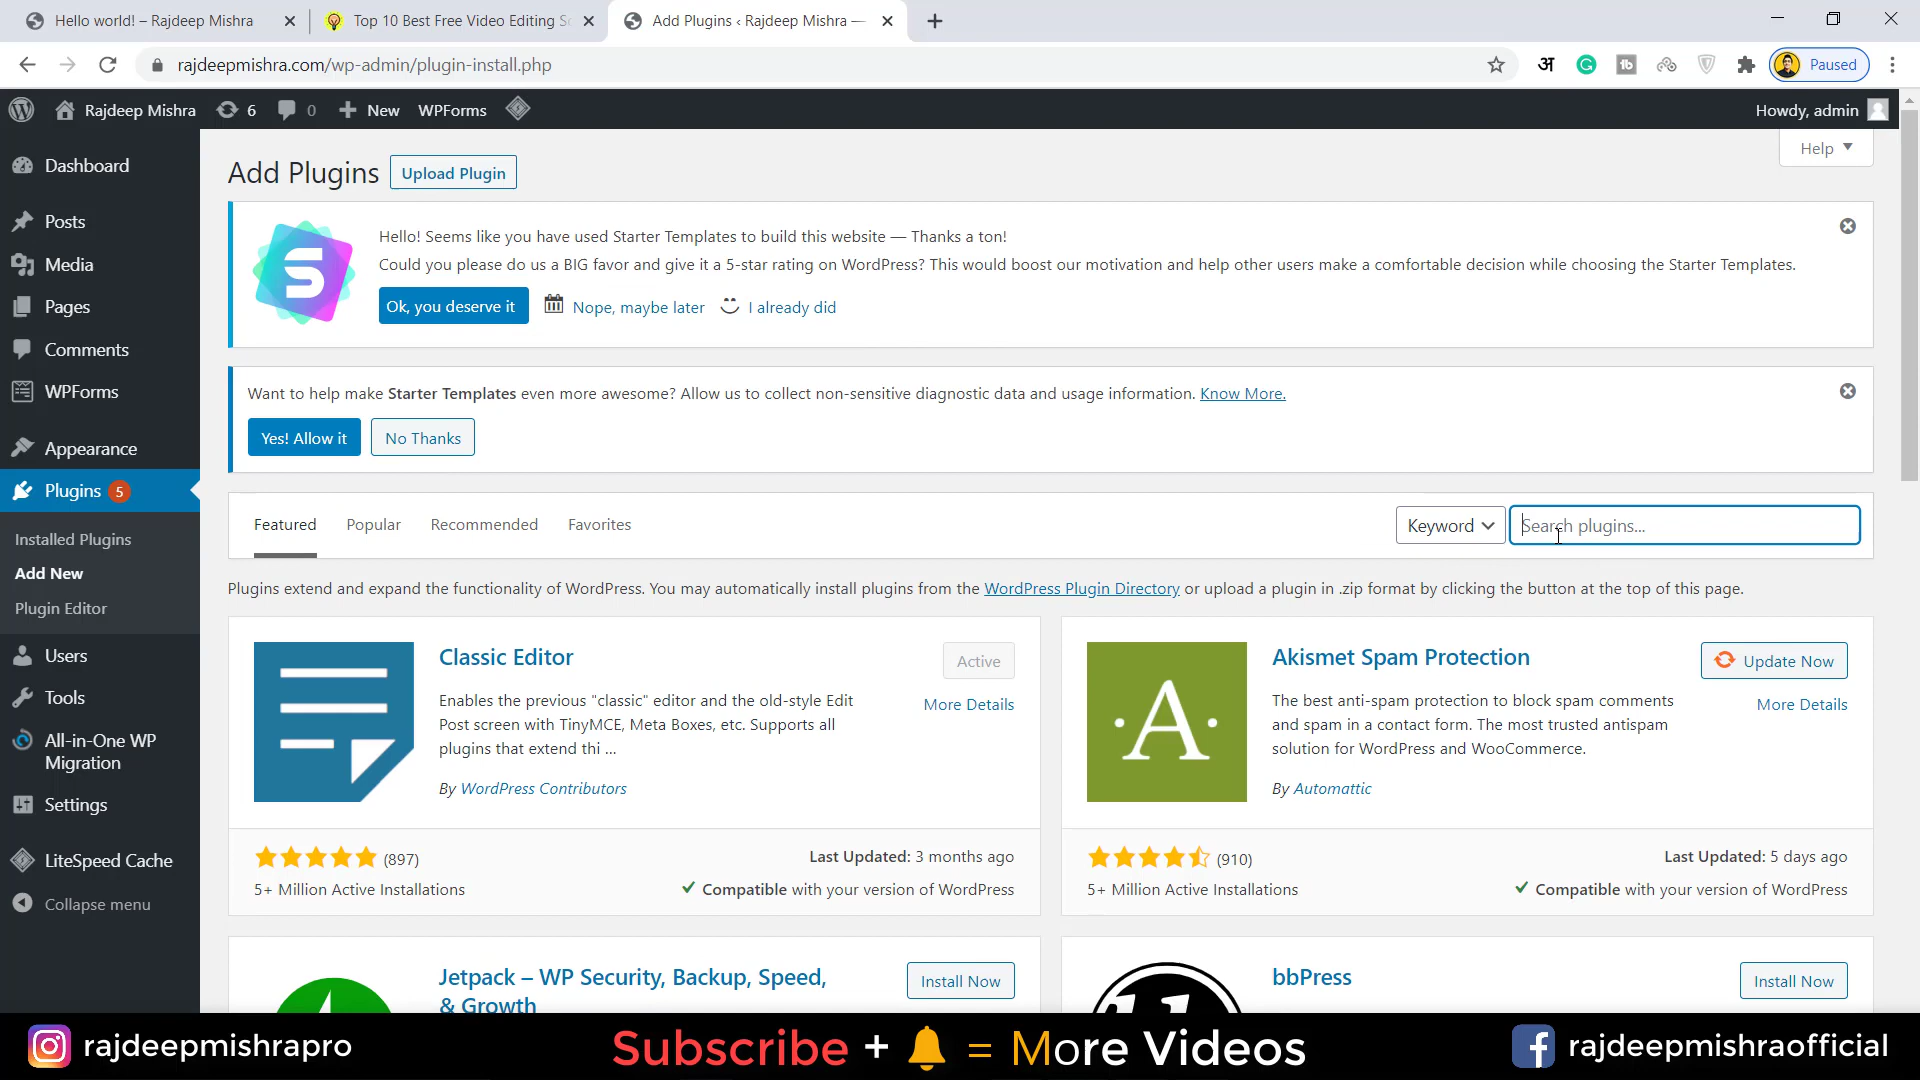 Hello world! – Rajdeep Mishra
Top 10 Best Free Video Editing S
Add Plugins ‹ Rajdeep Mishra —
rajdeepmishra.com/wp-admin/plugin-install.php
अ
G
tb
Paused
Rajdeep Mishra
6
0
New
WPForms
Howdy, admin
Dashboard
Posts
Media
Pages
Comments
WPForms
Appearance
Plugins 5
Installed Plugins
Add New
Plugin Editor
Users
Tools
All-in-One WP
Migration
Settings
LiteSpeed Cache
Collapse menu
Help
Add Plugins
Upload Plugin
S
Hello! Seems like you have used Starter Templates to build this website — Thanks a ton!
Could you please do us a BIG favor and give it a 5-star rating on WordPress? This would boost our motivation and help other users make a comfortable decision while choosing the Starter Templates.
Ok, you deserve it
Nope, maybe later
I already did
Want to help make Starter Templates even more awesome? Allow us to collect non-sensitive diagnostic data and usage information. Know More.
Yes! Allow it
No Thanks
Featured
Popular
Recommended
Favorites
Keyword
Search plugins...
Plugins extend and expand the functionality of WordPress. You may automatically install plugins from the WordPress Plugin Directory or upload a plugin in .zip format by clicking the button at the top of this page.
Classic Editor
Active
More Details
Enables the previous "classic" editor and the old-style Edit
Post screen with TinyMCE, Meta Boxes, etc. Supports all
plugins that extend thi ...
By WordPress Contributors
(897)
Last Updated: 3 months ago
5+ Million Active Installations
Compatible with your version of WordPress
·A·
Akismet Spam Protection
Update Now
More Details
The best anti-spam protection to block spam comments
and spam in a contact form. The most trusted antispam
solution for WordPress and WooCommerce.
By Automattic
(910)
Last Updated: 5 days ago
5+ Million Active Installations
Compatible with your version of WordPress
Jetpack – WP Security, Backup, Speed,
& Growth
Install Now
bbPress
Install Now
rajdeepmishrapro
Subscribe + = More Videos
rajdeepmishraofficial